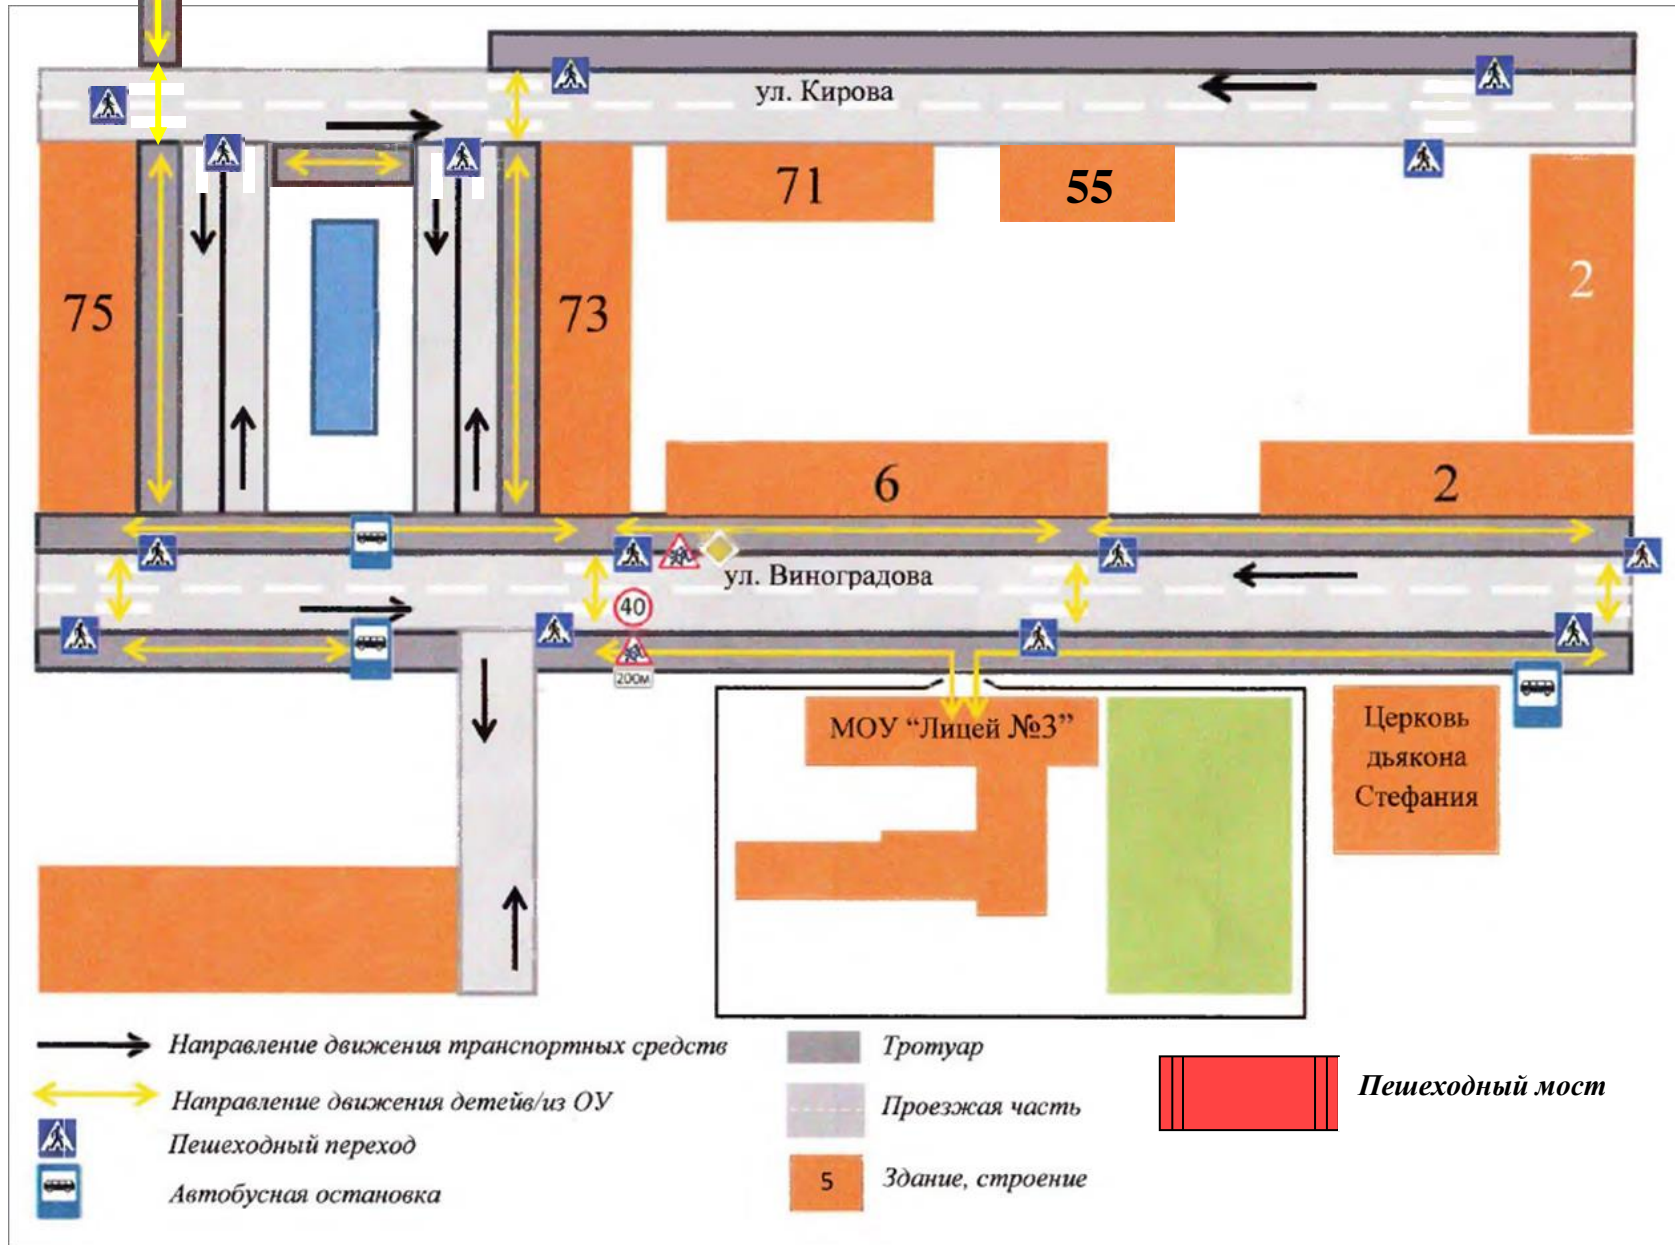 ул. Кирова
71
55
75
73
2
6
2
ул. Виноградова
40
200м
МОУ “Лицей №3”
Церковь
дьякона
Стефания
Направление движения транспортных средств
Тротуар
Направление движения детейв/из ОУ
Проезжая часть
Пешеходный мост
Пешеходный переход
Автобусная остановка
5
Здание, строение